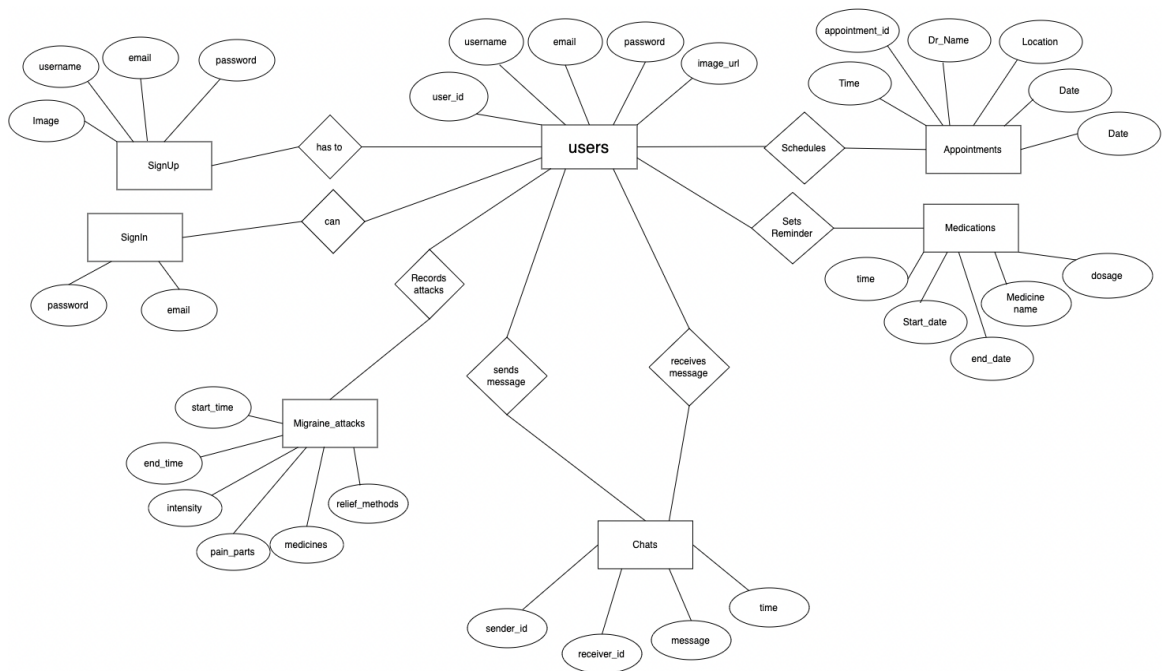 username
email
password
Image
SignUp
has to
SignIn
can
password
email
username
email
password
image_url
user_id
users
appointment_id
Dr_Name
Location
Time
Date
Date
Schedules
Appointments
Sets
Reminder
Medications
time
Start_date
end_date
Medicine
name
dosage
Records
attacks
Migraine_attacks
start_time
end_time
intensity
pain_parts
medicines
relief_methods
sends
message
receives
message
Chats
sender_id
receiver_id
message
time